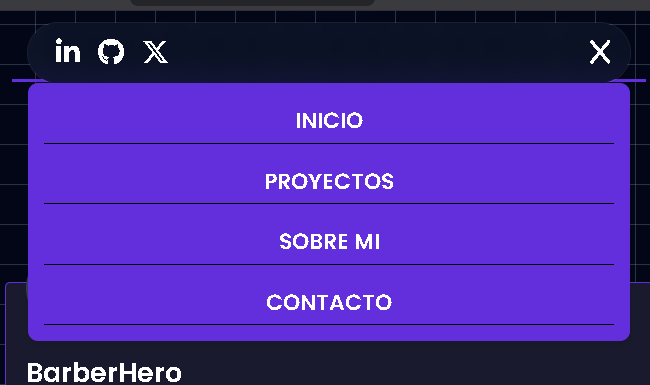 INICIO
PROYECTOS
SOBRE MI
CONTACTO
BarberHero